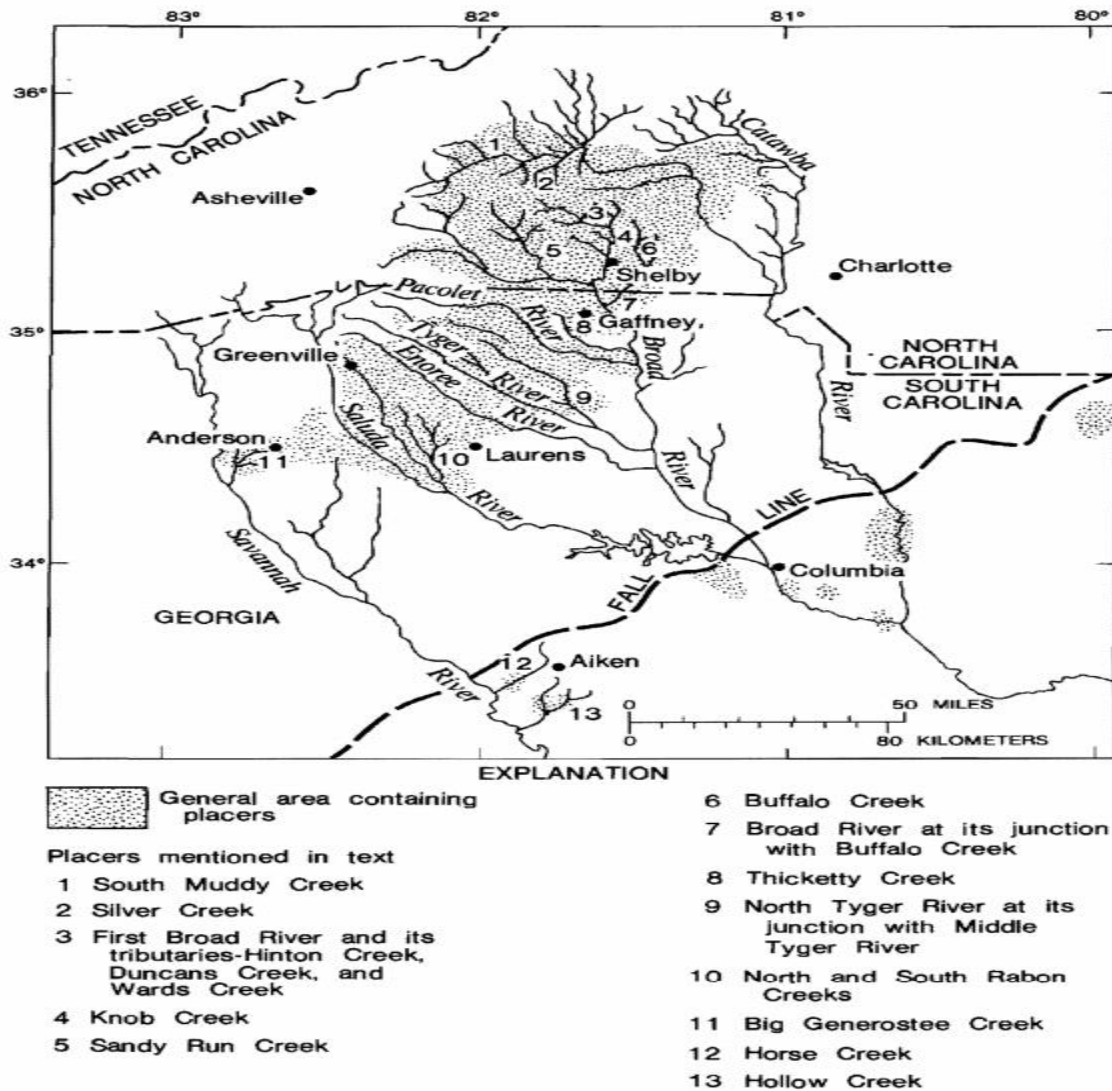 83° 82° 81° 80°
36°
TENNESSEE
NORTH CAROLINA
Catawba
1
2
Asheville
3
4
6
5
Shelby
Charlotte
Pacolet
7
35°
8 Gaffney
River
Broad
NORTH
CAROLINA
SOUTH
CAROLINA
Greenville
Tyger
River
Enoree
River
9
River
Saluda
Anderson
11
10 Laurens
River
River
LINE
34°
Savannah
FALL
Columbia
GEORGIA
12 Aiken
River
13
0 50 MILES
0 80 KILOMETERS
EXPLANATION
General area containing
placers
Placers mentioned in text
1 South Muddy Creek
2 Silver Creek
3 First Broad River and its
tributaries-Hinton Creek,
Duncans Creek, and
Wards Creek
4 Knob Creek
5 Sandy Run Creek
6 Buffalo Creek
7 Broad River at its junction
with Buffalo Creek
8 Thicketty Creek
9 North Tyger River at its
junction with Middle
Tyger River
10 North and South Rabon
Creeks
11 Big Generostee Creek
12 Horse Creek
13 Hollow Creek